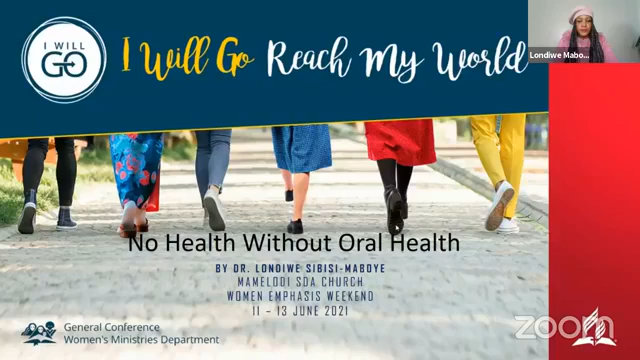 I WILL
GO
I Will Go Reach My World
Londiwe Mabo...
No Health Without Oral Health
BY DR. LONDIWE SIBISI-MABOYE
MAMELODI SDA CHURCH
WOMEN EMPHASIS WEEKEND
11 – 13 JUNE 2021
General Conference
Women's Ministries Department
zoom